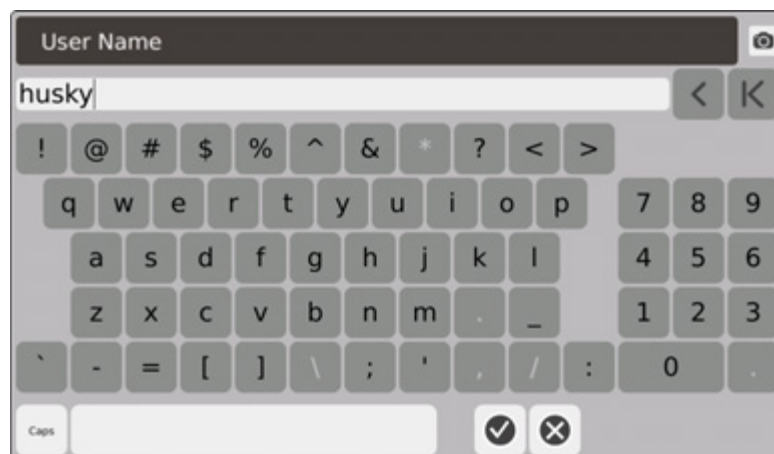 User Name
husky
! @ # $ % ^ & * ? < >
q w e r t y u i o p 7 8 9
a s d f g h j k l 4 5 6
z x c v b n m . _ 1 2 3
` - = [ ] \ ; ' , / : 0 .
Caps